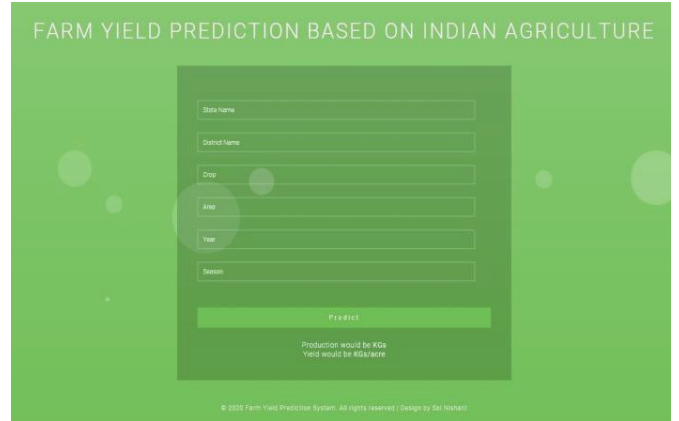 FARM YIELD PREDICTION BASED ON INDIAN AGRICULTURE
State Name
District Name
Crop
Area
Year
Season
Predict
Production would be KGs
Yield would be KGs/acre
© 2020 Farm Yield Prediction System. All rights reserved | Design by Sai Nishant